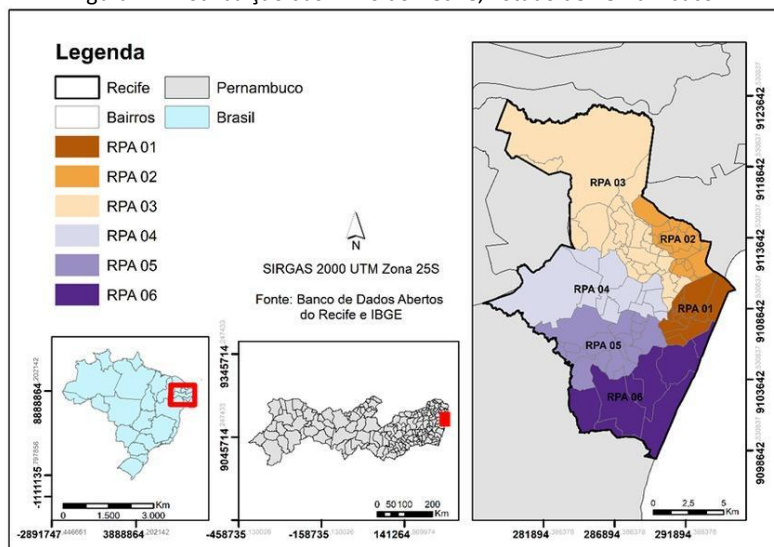 Legenda
Recife
Pernambuco
Bairros
Brasil
RPA 01
RPA 02
RPA 03
RPA 04
RPA 05
RPA 06
N
SIRGAS 2000 UTM Zona 25S
Fonte: Banco de Dados Abertos
do Recife e IBGE
8888864
-1111135
Km
0 1.500 3.000
-2891747 3888864
9345714
9045714
Km
0 50 100 200
-458735 -158735 141264
RPA 03
RPA 02
RPA 04
RPA 01
RPA 05
RPA 06
9123642
9118642
9113642
9108642
9103642
9098642
Km
0 2,5 5
281894 286894 291894